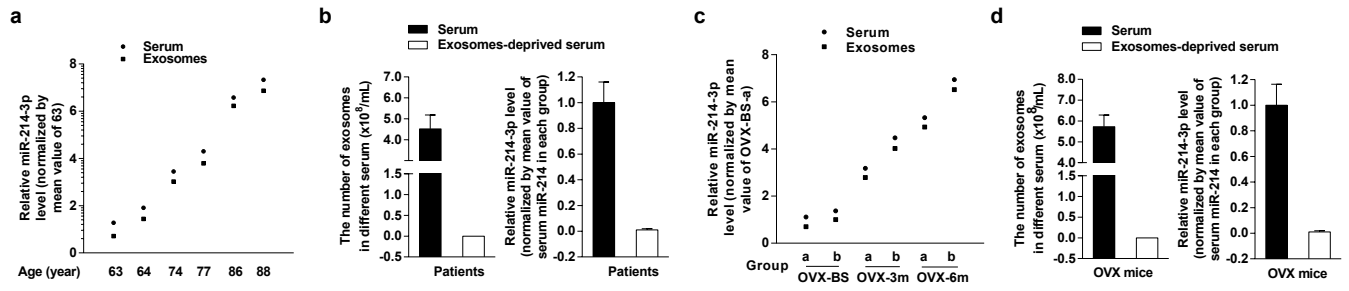 a
Serum
Exosomes
Relative miR-214-3p
level (normalized by
mean value of 63)
8
6
4
2
0
Age (year) 63 64 74 77 86 88
b
Serum
Exosomes-deprived serum
The number of exosomes
in different serum (x10⁸/mL)
7.0
6.0
5.0
4.0
1.5
1.0
0.5
0.0
-0.5
Patients
Relative miR-214-3p level
(normalized by mean value of
serum miR-214 in each group)
1.2
1.0
0.8
0.6
0.4
0.2
0.0
-0.2
Patients
c
Serum
Exosomes
Relative miR-214-3p
level (normalized by mean
value of OVX-BS-a)
8
6
4
2
0
a b a b a b
Group
OVX-BS OVX-3m OVX-6m
d
Serum
Exosomes-deprived serum
The number of exosomes
in different serum (x10⁸/mL)
8.0
7.0
6.0
5.0
4.0
1.5
1.0
0.5
0.0
-0.5
OVX mice
Relative miR-214-3p level
(normalized by mean value of
serum miR-214 in each group)
1.2
1.0
0.8
0.6
0.4
0.2
0.0
-0.2
OVX mice